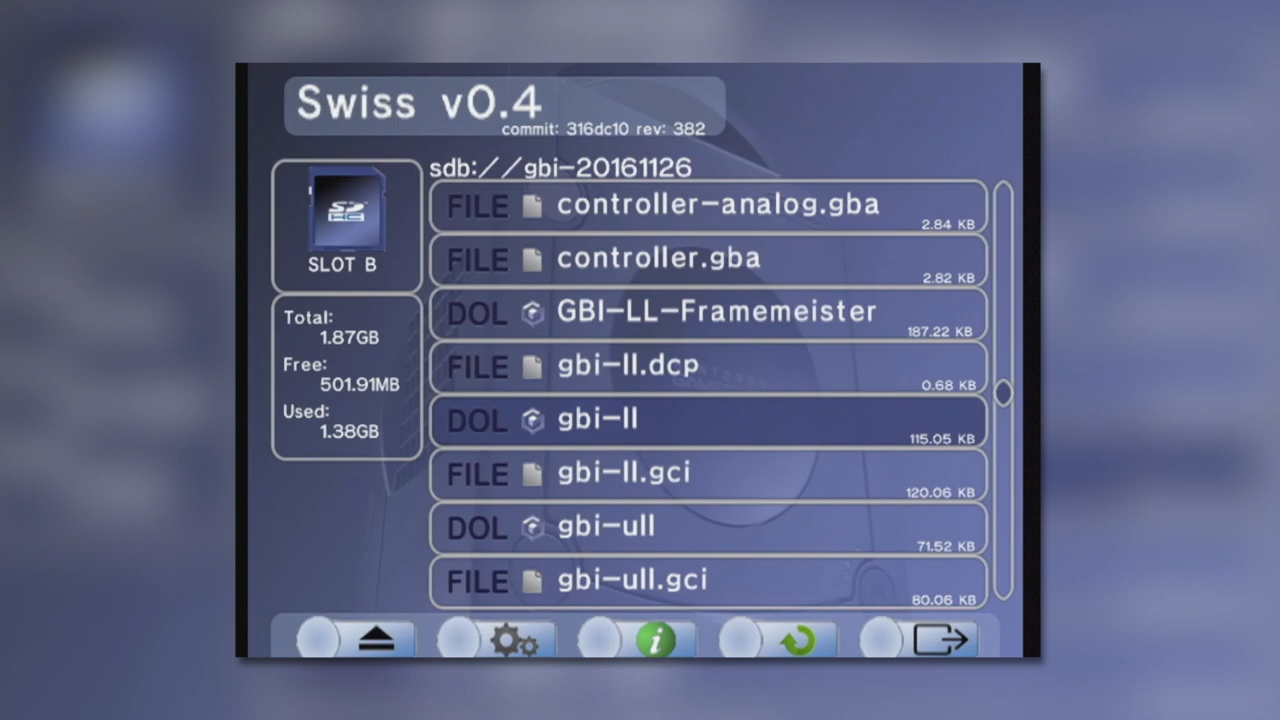 Swiss v0.4
commit: 316dc10 rev: 382
sdb://gbi-20161126
SLOT B
Total:
1.87GB
Free:
501.91MB
Used:
1.38GB
FILE controller-analog.gba
2.84 KB
FILE controller.gba
2.82 KB
DOL GBI-LL-Framemeister
187.22 KB
FILE gbi-ll.dcp
0.68 KB
DOL gbi-ll
115.05 KB
FILE gbi-ll.gci
120.06 KB
DOL gbi-ull
71.52 KB
FILE gbi-ull.gci
80.06 KB